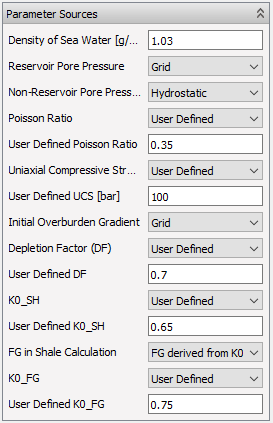 Parameter Sources
Density of Sea Water [g/... 1.03
Reservoir Pore Pressure Grid
Non-Reservoir Pore Press... Hydrostatic
Poisson Ratio User Defined
User Defined Poisson Ratio 0.35
Uniaxial Compressive Str... User Defined
User Defined UCS [bar] 100
Initial Overburden Gradient Grid
Depletion Factor (DF) User Defined
User Defined DF 0.7
K0_SH User Defined
User Defined K0_SH 0.65
FG in Shale Calculation FG derived from K0
K0_FG User Defined
User Defined K0_FG 0.75